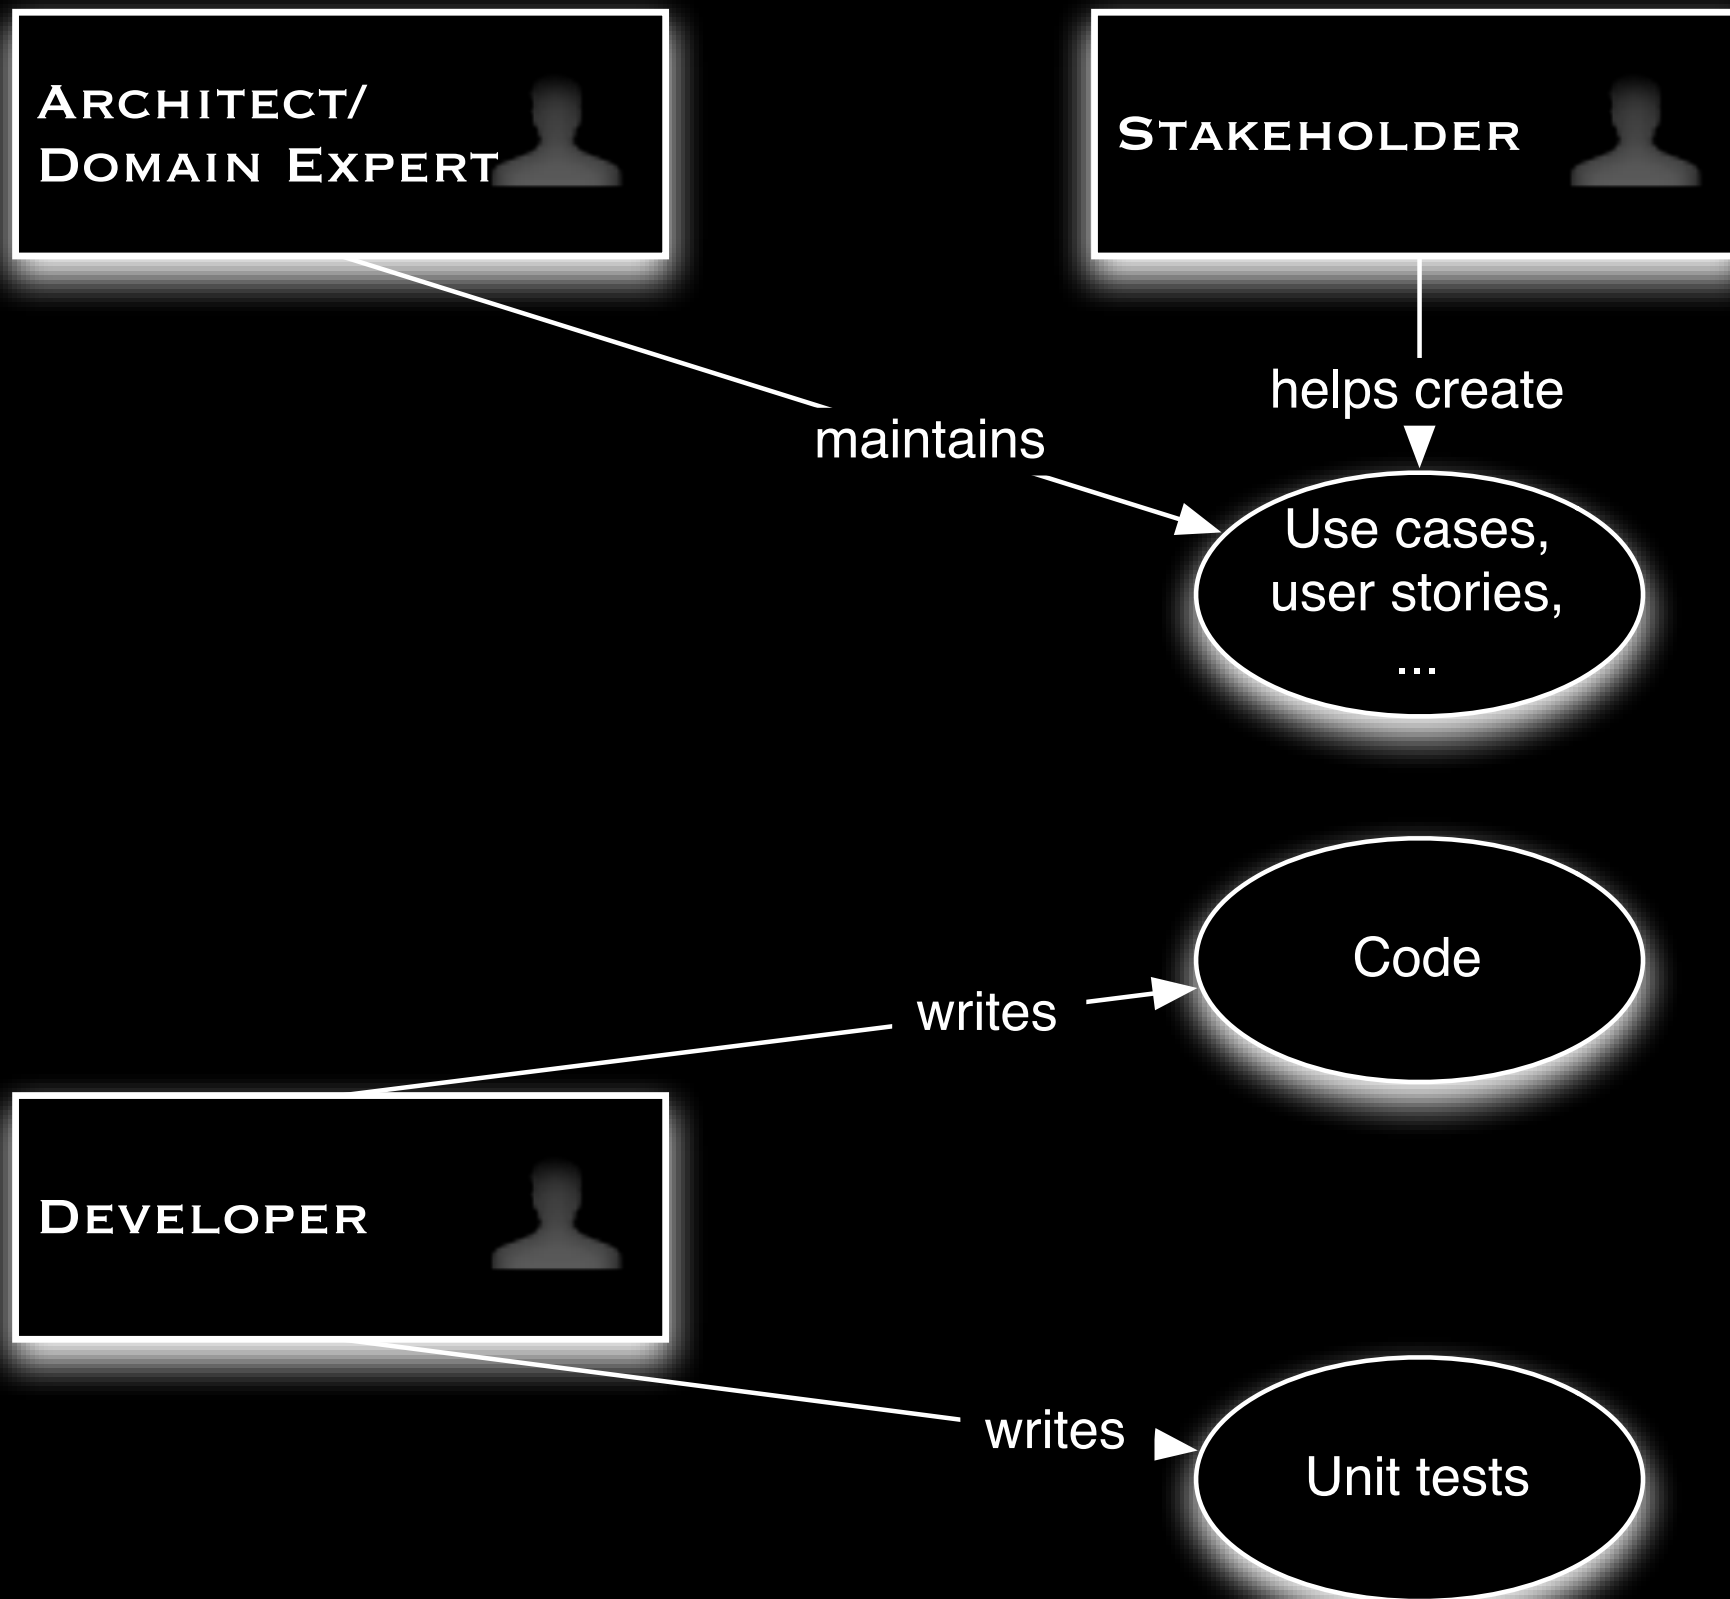 Architect/
Domain Expert
Stakeholder
helps create
maintains
Use cases,
user stories,
...
Code
writes
Developer
writes
Unit tests